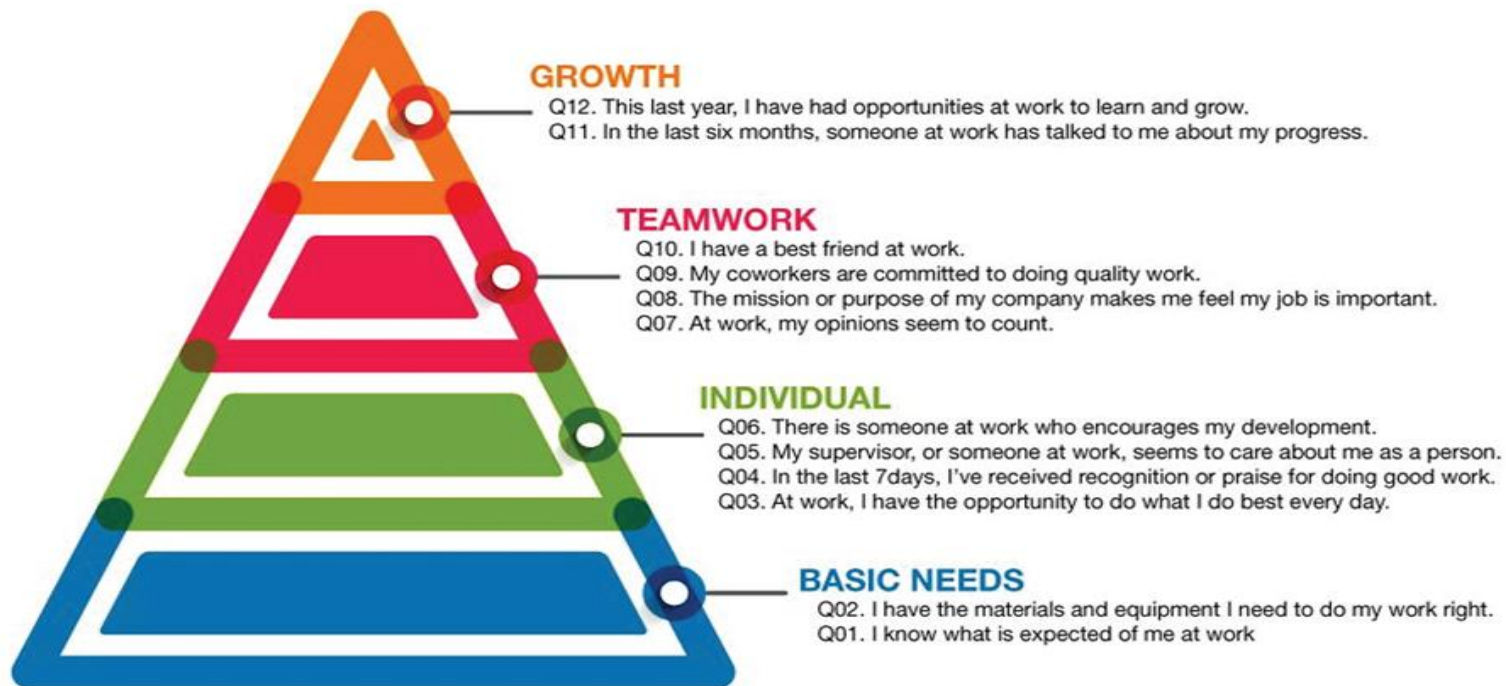 GROWTH
Q12. This last year, I have had opportunities at work to learn and grow.
Q11. In the last six months, someone at work has talked to me about my progress.
TEAMWORK
Q10. I have a best friend at work.
Q09. My coworkers are committed to doing quality work.
Q08. The mission or purpose of my company makes me feel my job is important.
Q07. At work, my opinions seem to count.
INDIVIDUAL
Q06. There is someone at work who encourages my development.
Q05. My supervisor, or someone at work, seems to care about me as a person.
Q04. In the last 7days, I've received recognition or praise for doing good work.
Q03. At work, I have the opportunity to do what I do best every day.
BASIC NEEDS
Q02. I have the materials and equipment I need to do my work right.
Q01. I know what is expected of me at work